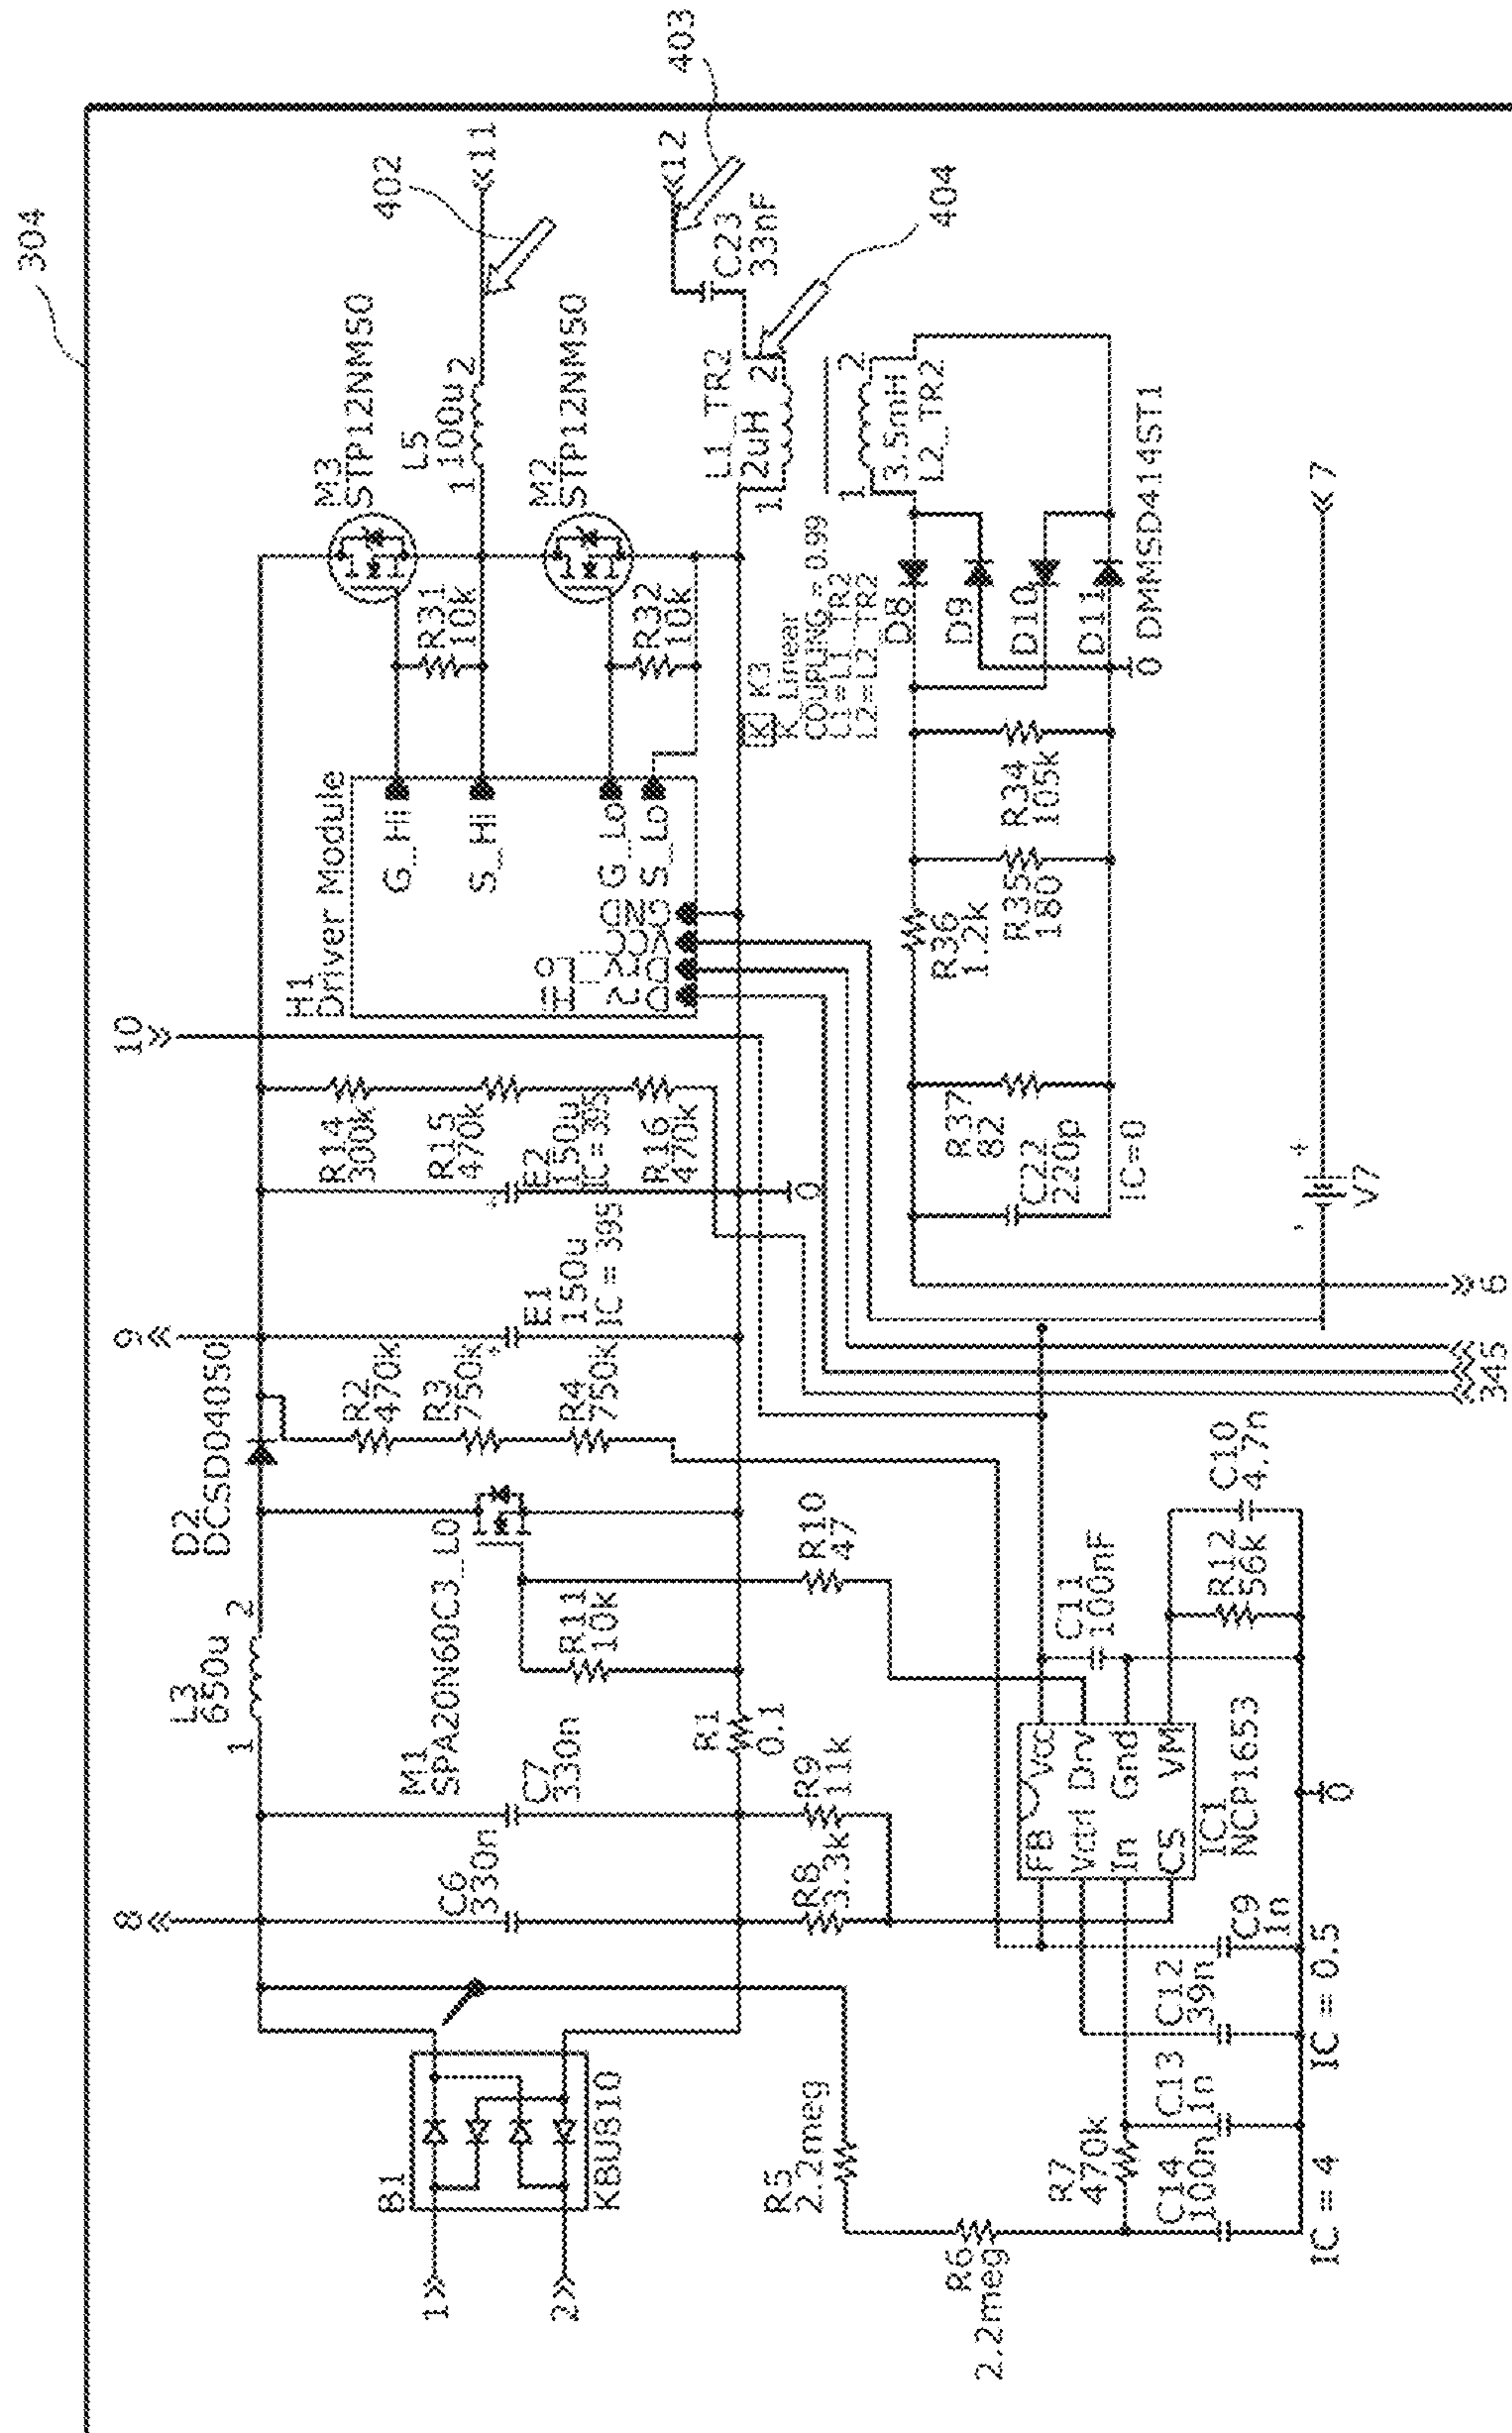 304
402
403
404
8
9
10
<11
<12
1
2
B1
KBU810
L3
650u
1
2
D2
DCSD04050
C6
330n
C7
330n
M1
SPA20N60C3_L0
R11
10k
R1
0.1
R8
3.3k
R9
11k
R10
47
R2
470k
R3
750k
R4
750k
E1
150u
IC = 395
E2
150u
IC = 395
0
R14
300k
R15
470k
R16
470k
H1
Driver Module
G_Hi
S_Hi
G_Lo
S_Lo
GND
VCC
Drv_Lo
Drv_Hi
R31
10k
R32
10k
M3
STP12NM50
M2
STP12NM50
L5
100u
1
2
C23
33nF
L1_TR2
2uH
1
2
K K3
K_Linear
COUPLING = 0.99
L1=L1_TR2
L2=L2_TR2
1
2
3.5mH
L2_TR2
D8
D9
D10
D11
0
DMMSD414ST1
R34
105k
R35
180
R36
1.2k
R37
82
C22
220p
IC=0
V7
+
-
7
6
345
R5
2.2meg
R6
2.2meg
R7
470k
C14
100n
C13
1n
C12
39n
C9
1n
IC = 4
IC = 0.5
FB
Vctrl
In
CS
Vcc
Drv
Gnd
VM
IC1
NCP1653
C11
100nF
R12
56k
C10
4.7n
0